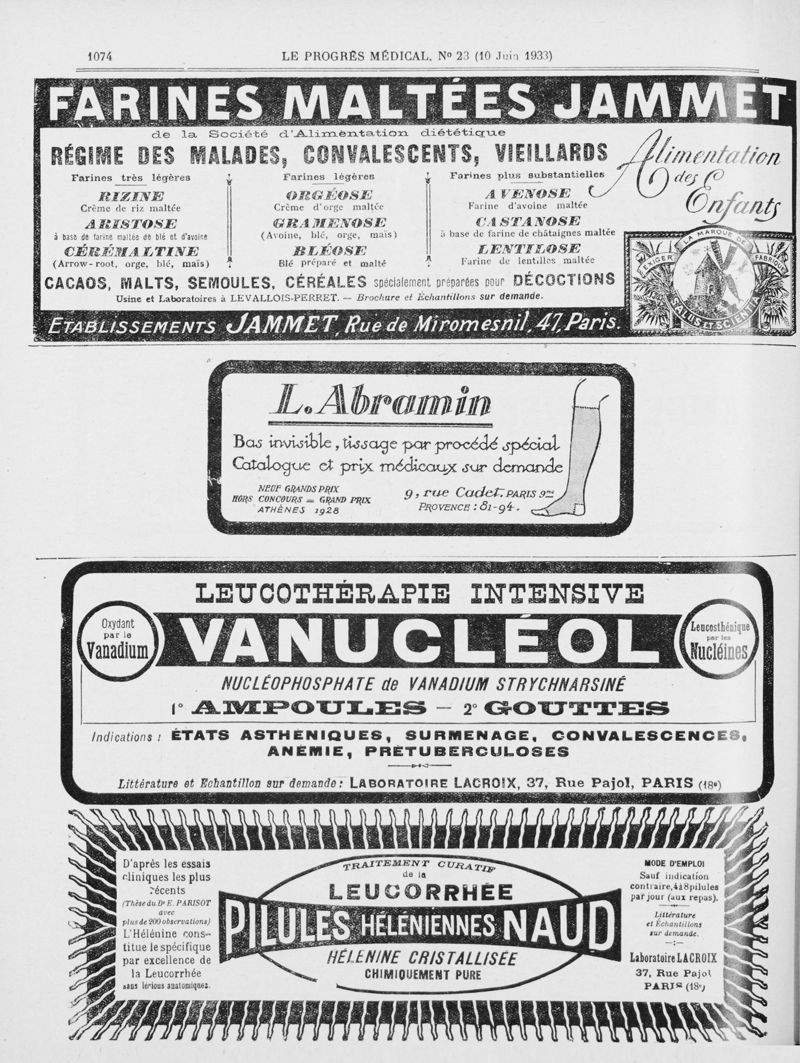 1074
LE PROGRÈS MÉDICAL, No 23 (10 Juin 1933)
FARINES MALTÉES JAMMET
de la Société d'Alimentation diététique
RÉGIME DES MALADES, CONVALESCENTS, VIEILLARDS
Alimentation
des
Enfants
Farines très légères
RIZINE
Crème de riz maltée
ARISTOSE
à base de farine maltés de blé et d'avoine
CÉRÉMALTINE
(Arrow-root, orge, blé, maïs)
Farines légères
ORGÉOSE
Crème d'orge maltée
GRAMENOSE
(Avoine, blé, orge, maïs)
BLÉOSE
Blé préparé et malté
Farines plus substantielles
AVENOSE
Farine d'avoine maltée
CASTANOSE
à base de farine de châtaignes maltée
LENTILOSE
Farine de lentilles maltée
EXIGER LA MARQUE DE FABRIQUE
SALUS ET SCIENTIA
CACAOS, MALTS, SEMOULES, CÉRÉALES spécialement préparées pour DÉCOCTIONS
Usine et Laboratoires à LEVALLOIS-PERRET. — Brochure et Échantillons sur demande.
ETABLISSEMENTS JAMMET, Rue de Miromesnil, 47, Paris.
L. Abramin
Bas invisible, tissage par procédé spécial
Catalogue et prix médicaux sur demande
NEUF GRANDS PRIX
HORS CONCOURS = GRAND PRIX
ATHÈNES 1928
9, rue Cadet. PARIS 9me
PROVENCE : 81-94.
LEUCOTHÉRAPIE INTENSIVE
Oxydant
par le
Vanadium
VANUCLÉOL
Leucosthénique
par les
Nucléines
NUCLÉOPHOSPHATE de VANADIUM STRYCHNARSINÉ
1° AMPOULES — 2° GOUTTES
Indications : ÉTATS ASTHÉNIQUES, SURMENAGE, CONVALESCENCES,
ANÉMIE, PRÉTUBERCULOSES
Littérature et Echantillon sur demande : LABORATOIRE LACROIX, 37, Rue Pajol, PARIS (18e)
D'après les essais
cliniques les plus
récents
(Thèse du Dr E. PARISOT
avec
plus de 200 observations)
L'Hélénine cons-
titue le spécifique
par excellence de
la Leucorrhée
sans lésions anatomiques.
TRAITEMENT CURATIF
de la
LEUCORRHÉE
PILULES HÉLÉNIENNES NAUD
HÉLÉNINE CRISTALLISÉE
CHIMIQUEMENT PURE
MODE D'EMPLOI
Sauf indication
contraire, 4 à 8 pilules
par jour (aux repas).
Littérature
et Échantillons
sur demande.
Laboratoire LACROIX
37, Rue Pajol
PARIS (18e)